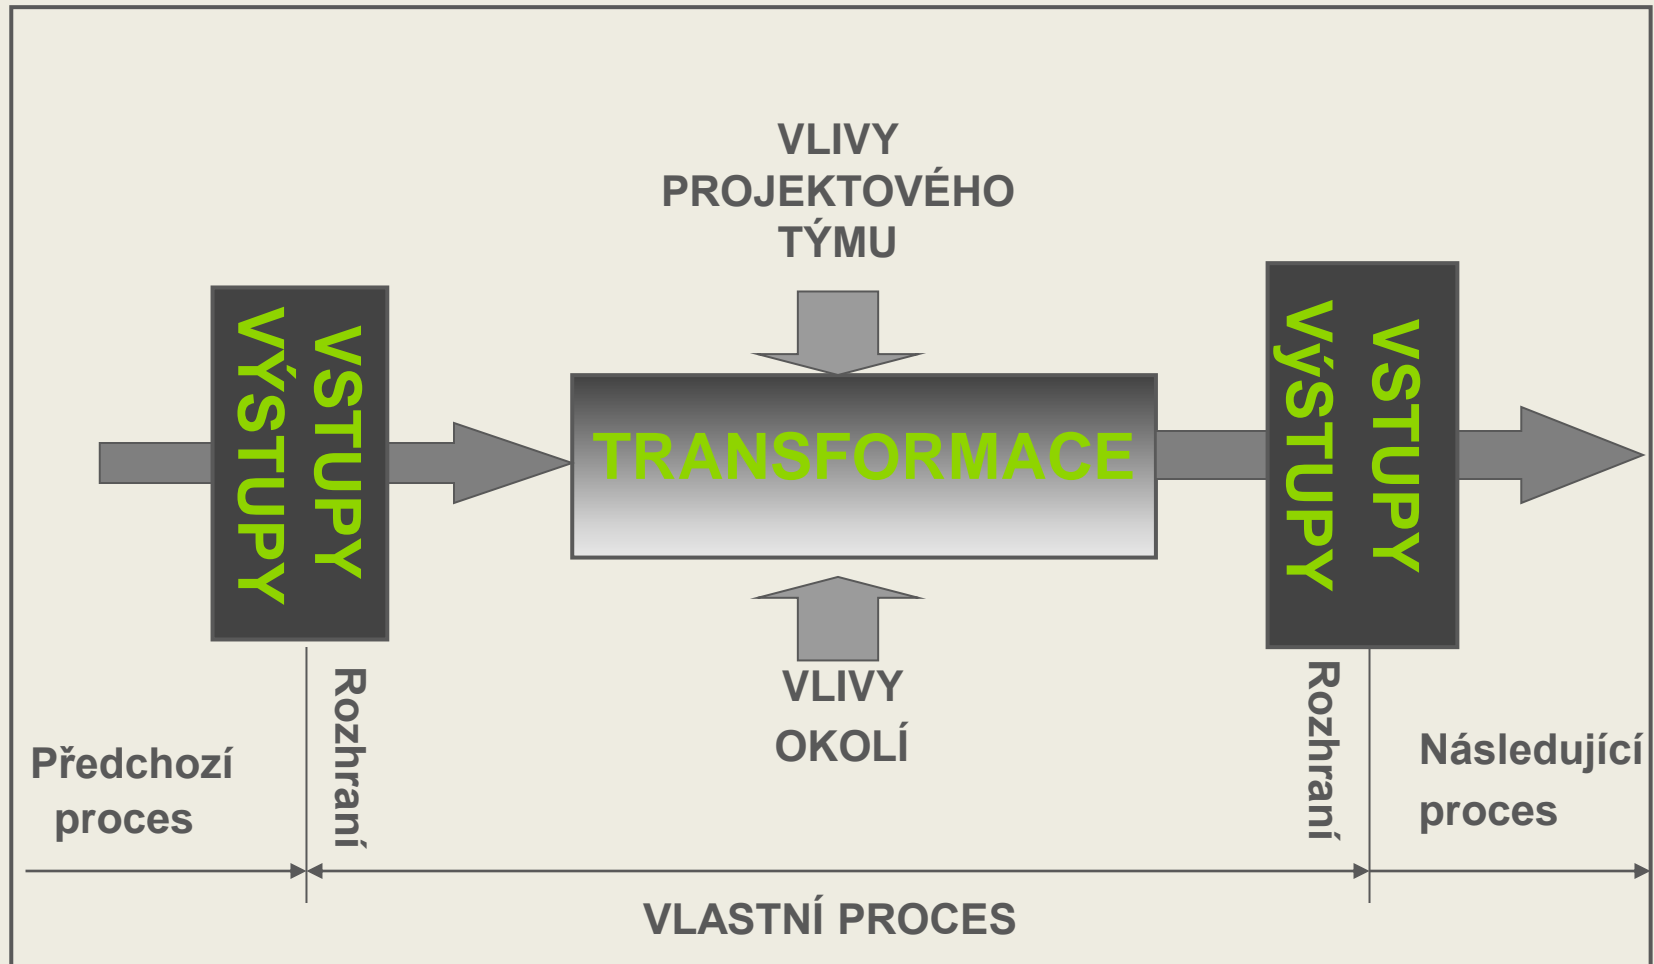 VLIVY
PROJEKTOVÉHO
TÝMU
VSTUPY
VÝSTUPY
TRANSFORMACE
VSTUPY
VýSTUPY
VLIVY
OKOLÍ
Rozhraní
Rozhraní
Předchozí
proces
Následující
proces
VLASTNÍ PROCES